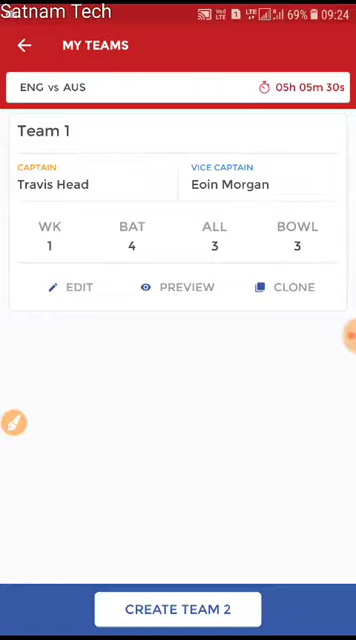 Satnam Tech
69% 09:24
MY TEAMS
ENG vs AUS
05h 05m 30s
Team 1
CAPTAIN
VICE CAPTAIN
Travis Head
Eoin Morgan
WK BAT ALL BOWL
1 4 3 3
EDIT PREVIEW CLONE
CREATE TEAM 2